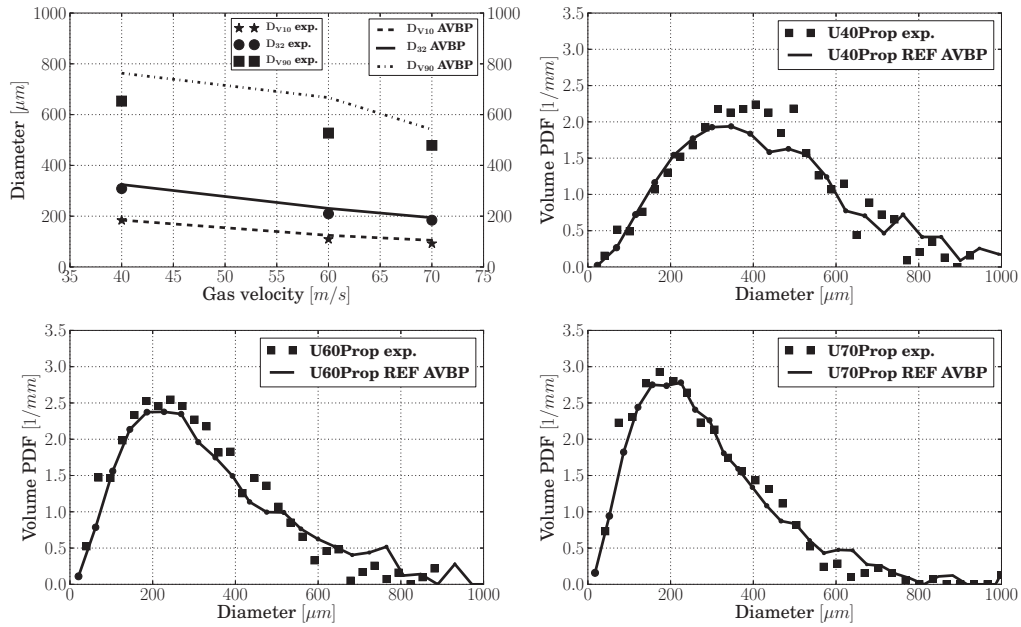 D_V10 exp.
D_32 exp.
D_V90 exp.
D_V10 AVBP
D_32 AVBP
D_V90 AVBP
1000
800
600
400
200
0
1000
800
600
400
200
0
35 40 45 50 55 60 65 70 75
Diameter [μm]
Gas velocity [m/s]
U40Prop exp.
U40Prop REF AVBP
3.5
3.0
2.5
2.0
1.5
1.0
0.5
0.0
0 200 400 600 800 1000
Volume PDF [1/mm]
Diameter [μm]
U60Prop exp.
U60Prop REF AVBP
3.5
3.0
2.5
2.0
1.5
1.0
0.5
0.0
0 200 400 600 800 1000
Volume PDF [1/mm]
Diameter [μm]
U70Prop exp.
U70Prop REF AVBP
3.5
3.0
2.5
2.0
1.5
1.0
0.5
0.0
0 200 400 600 800 1000
Volume PDF [1/mm]
Diameter [μm]